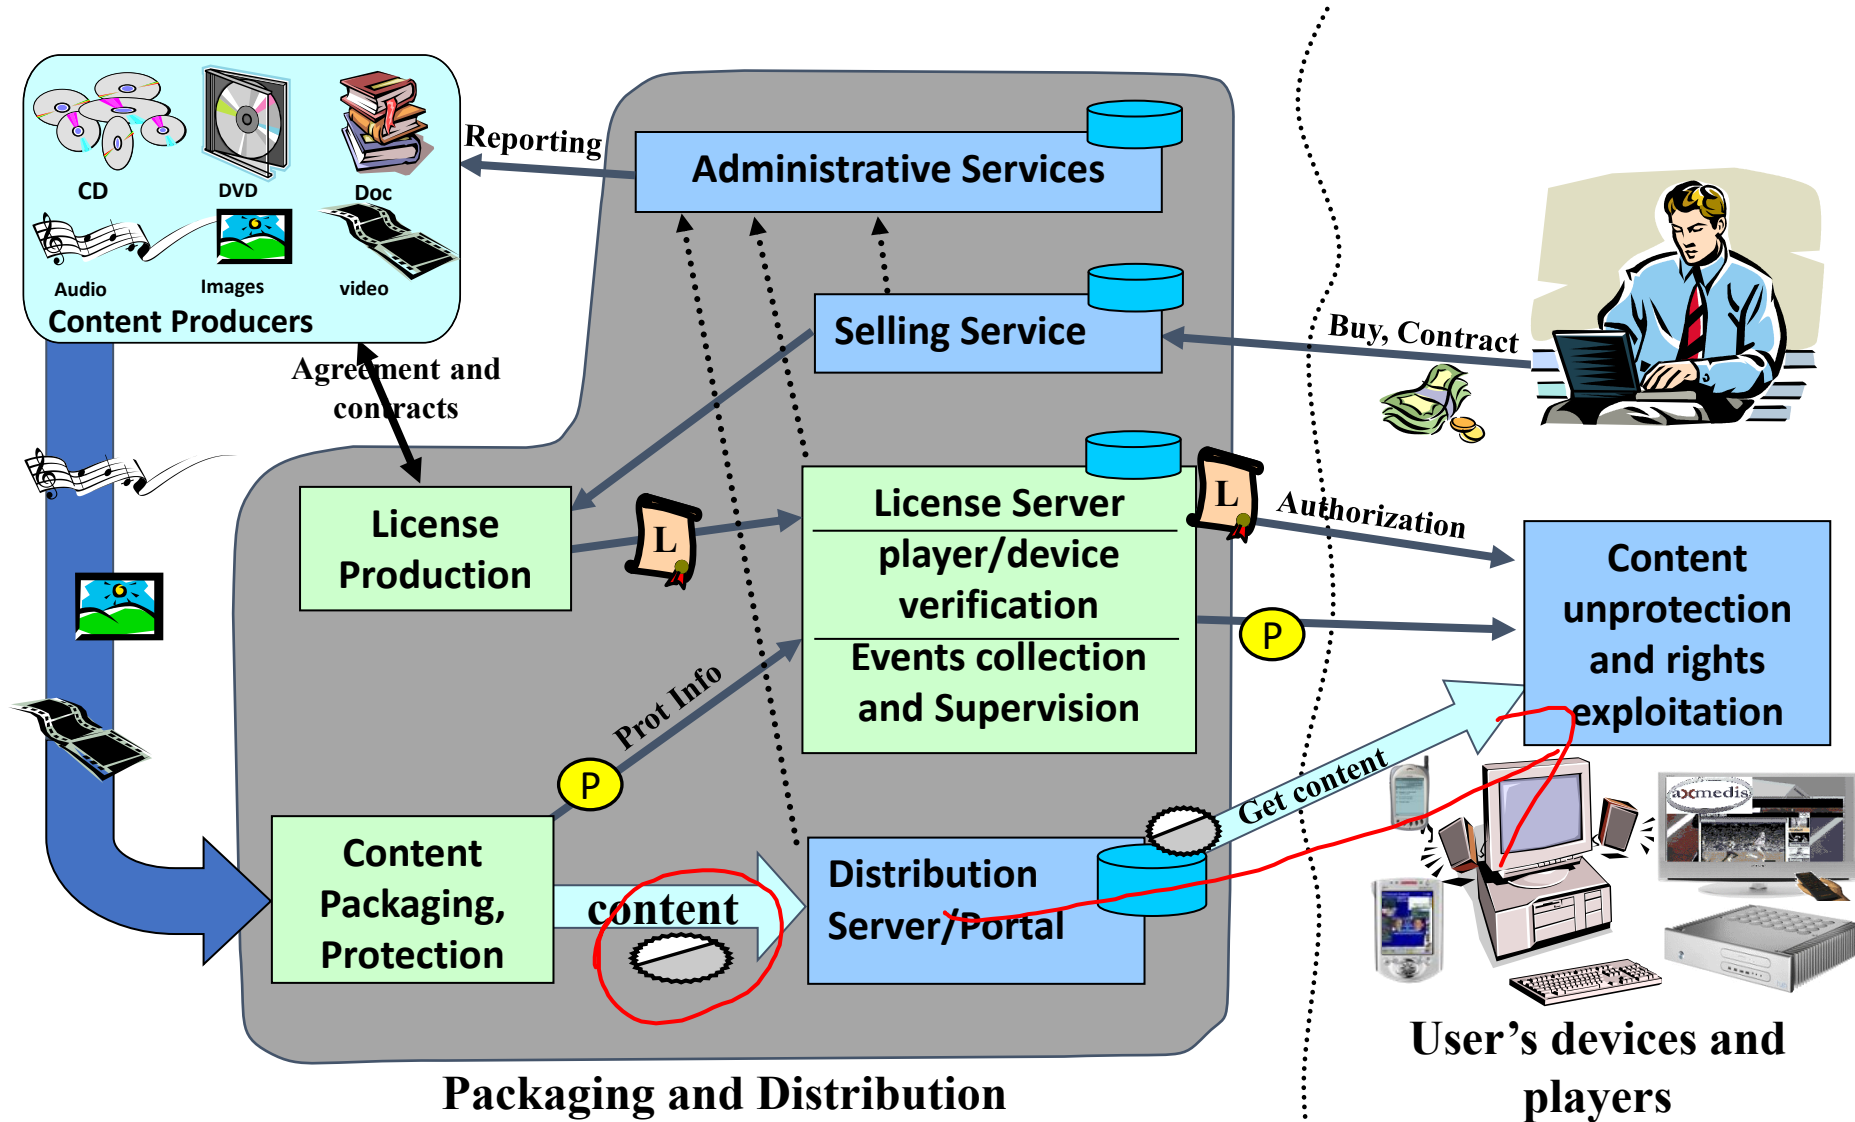 CD
DVD
Doc
Audio
Images
video
Content Producers
Reporting
Administrative Services
Selling Service
Buy, Contract
Agreement and
contracts
License
Production
L
License Server
player/device
verification
Events collection
and Supervision
L
Authorization
P
Content
unprotection
and rights
exploitation
Prot Info
P
Content
Packaging,
Protection
content
Distribution
Server/Portal
Get content
axmedis
User’s devices and
players
Packaging and Distribution